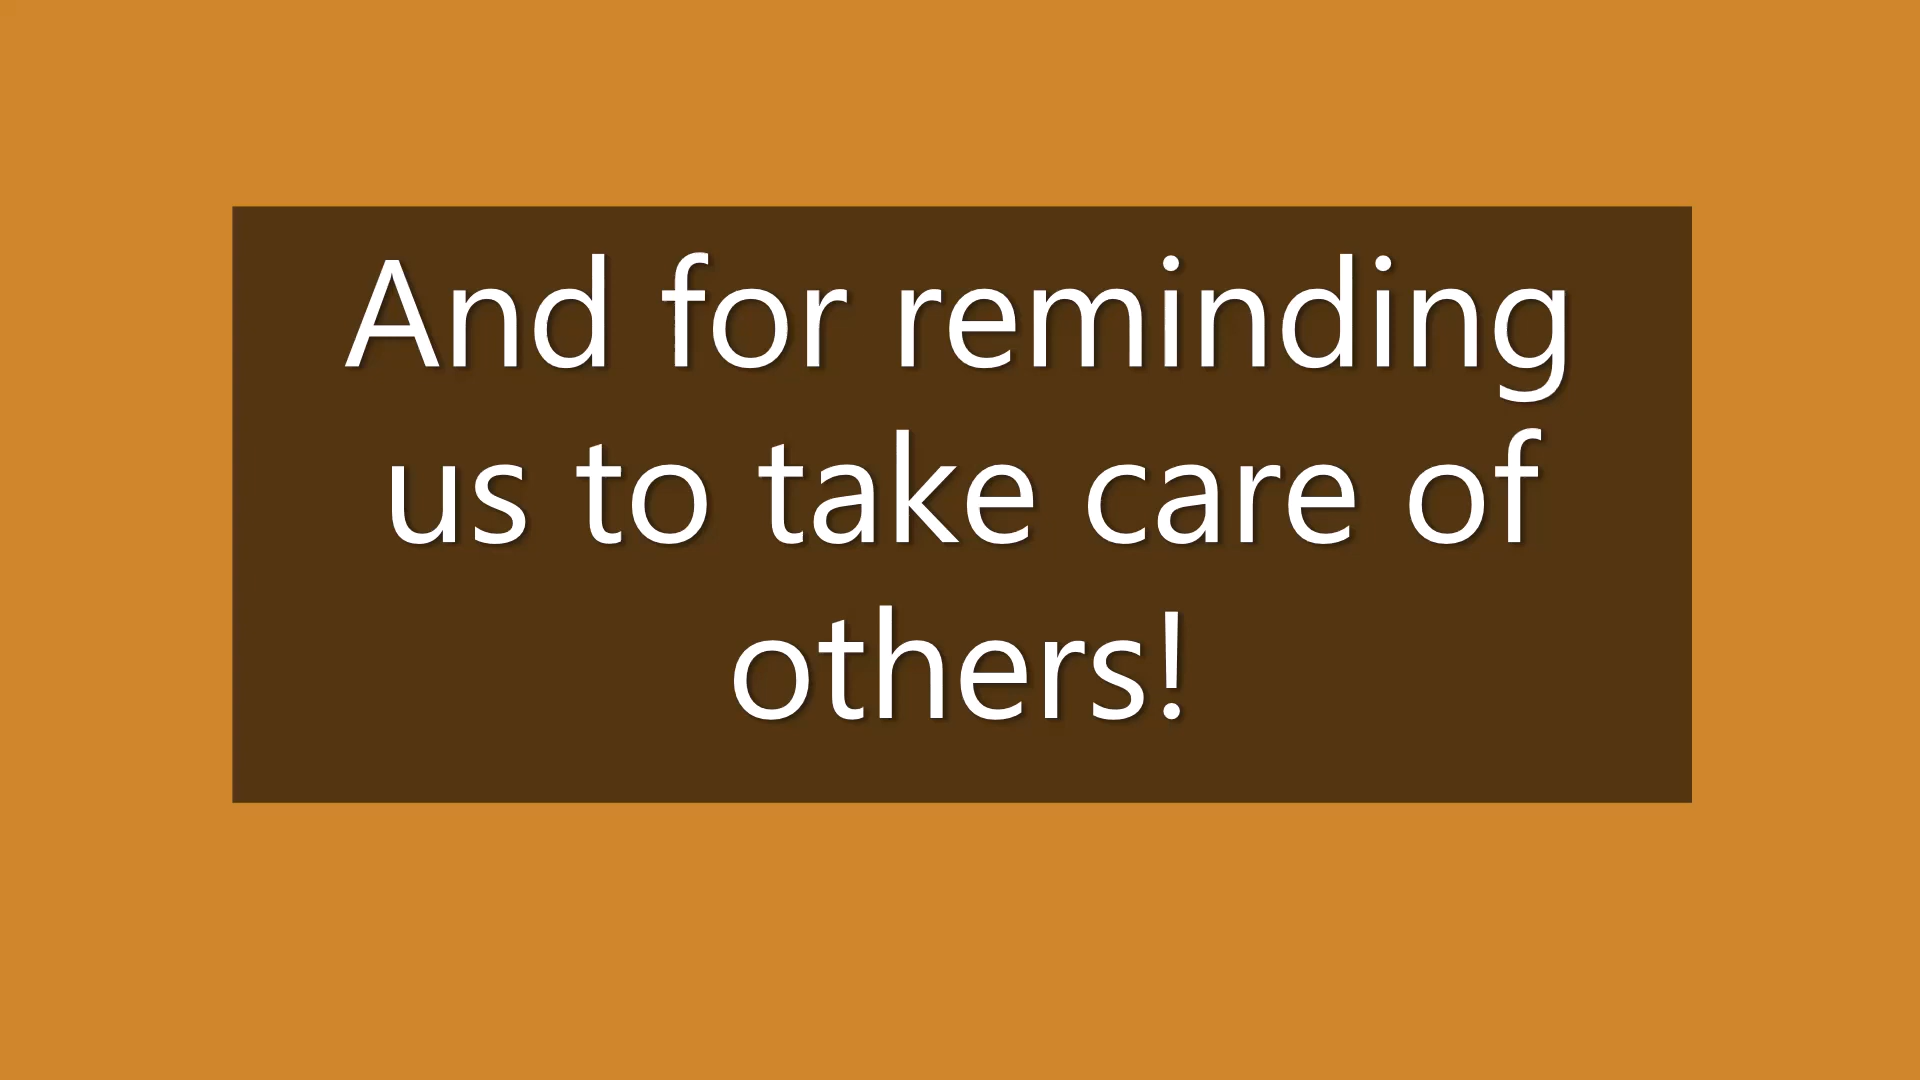 And for reminding
us to take care of
others!